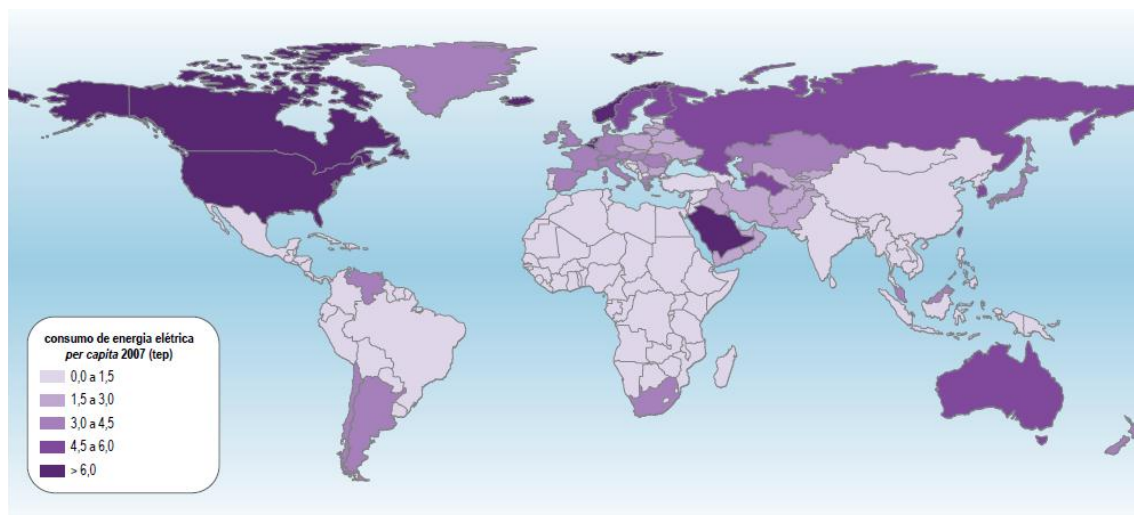 consumo de energia elétrica
per capita 2007 (tep)
0,0 a 1,5
1,5 a 3,0
3,0 a 4,5
4,5 a 6,0
> 6,0